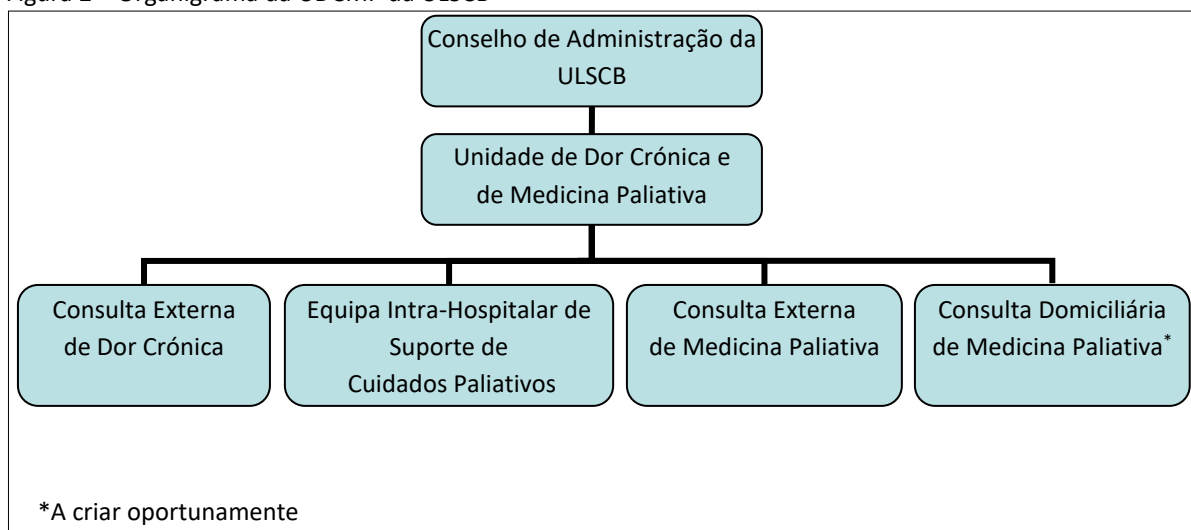 Conselho de Administração da
ULSCB
Unidade de Dor Crónica e
de Medicina Paliativa
Consulta Externa
de Dor Crónica
Equipa Intra-Hospitalar de
Suporte de
Cuidados Paliativos
Consulta Externa
de Medicina Paliativa
Consulta Domiciliária
de Medicina Paliativa*
*A criar oportunamente